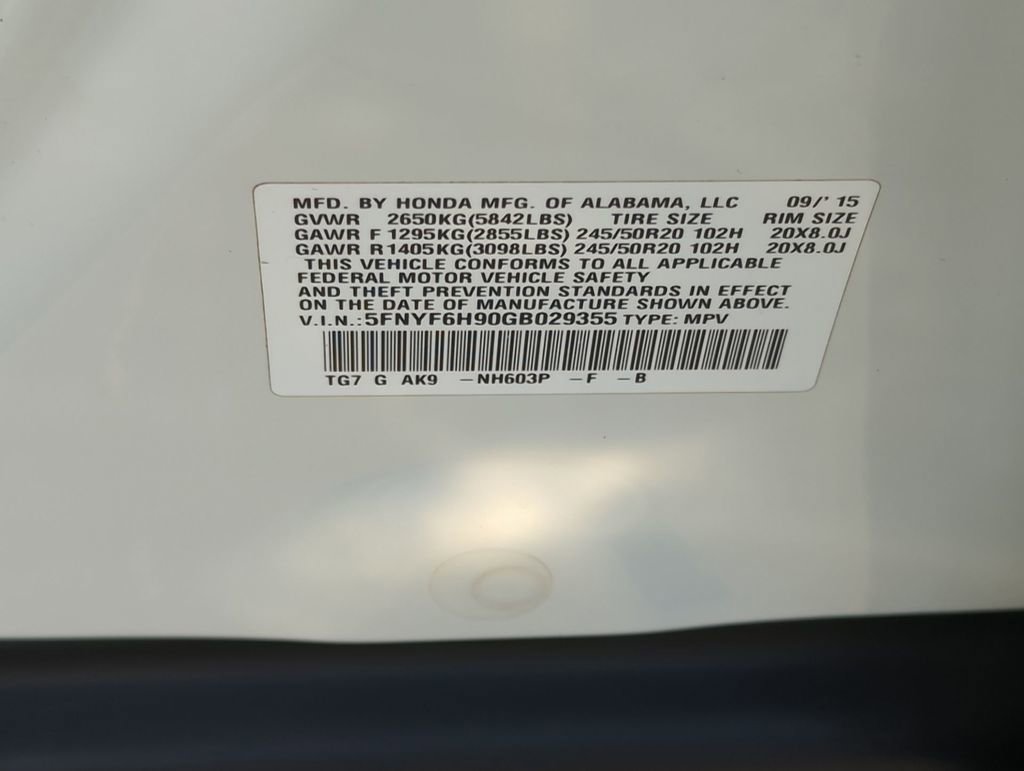 MFD. BY HONDA MFG. OF ALABAMA, LLC 09/' 15
GVWR 2650KG(5842LBS) TIRE SIZE RIM SIZE
GAWR F 1295KG(2855LBS) 245/50R20 102H 20X8.0J
GAWR R 1405KG(3098LBS) 245/50R20 102H 20X8.0J
THIS VEHICLE CONFORMS TO ALL APPLICABLE
FEDERAL MOTOR VEHICLE SAFETY
AND THEFT PREVENTION STANDARDS IN EFFECT
ON THE DATE OF MANUFACTURE SHOWN ABOVE.
V.I.N.:5FNYF6H90GB029355 TYPE: MPV
TG7 G AK9 -NH603P -F -B